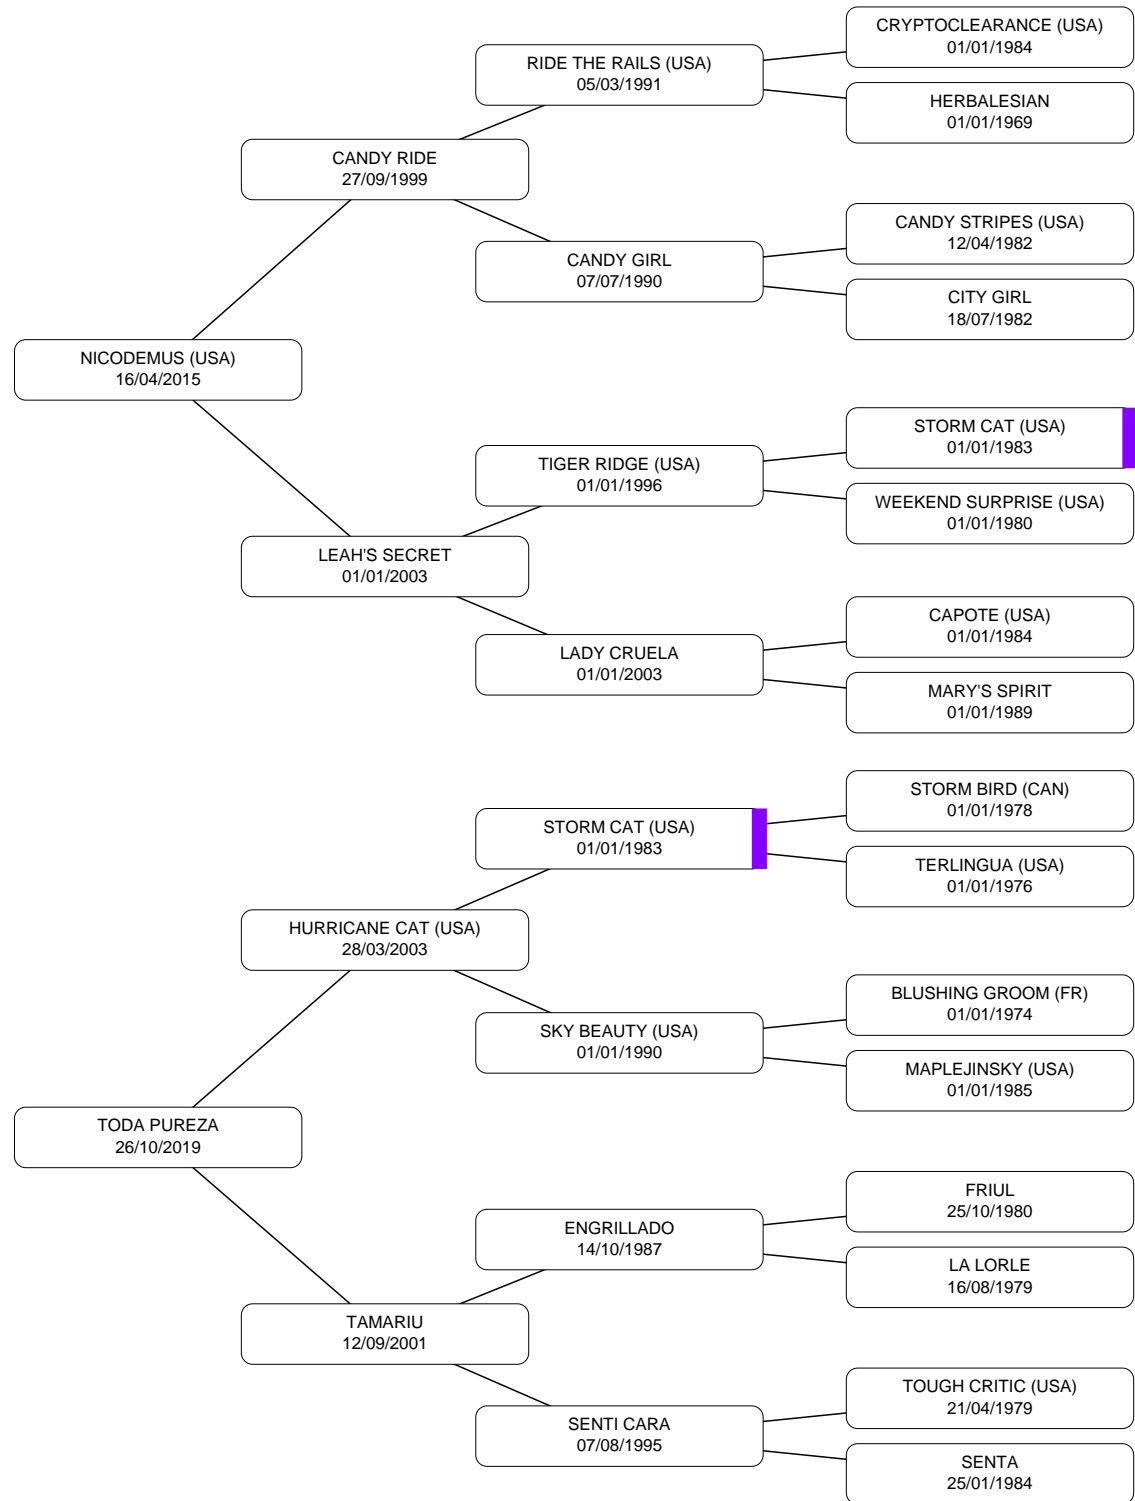 CRYPTOCLEARANCE (USA)
01/01/1984
RIDE THE RAILS (USA)
05/03/1991
HERBALESIAN
01/01/1969
CANDY RIDE
27/09/1999
CANDY STRIPES (USA)
12/04/1982
CANDY GIRL
07/07/1990
CITY GIRL
18/07/1982
NICODEMUS (USA)
16/04/2015
STORM CAT (USA)
01/01/1983
TIGER RIDGE (USA)
01/01/1996
WEEKEND SURPRISE (USA)
01/01/1980
LEAH'S SECRET
01/01/2003
CAPOTE (USA)
01/01/1984
LADY CRUELA
01/01/2003
MARY'S SPIRIT
01/01/1989
STORM BIRD (CAN)
01/01/1978
STORM CAT (USA)
01/01/1983
TERLINGUA (USA)
01/01/1976
HURRICANE CAT (USA)
28/03/2003
BLUSHING GROOM (FR)
01/01/1974
SKY BEAUTY (USA)
01/01/1990
MAPLEJINSKY (USA)
01/01/1985
TODA PUREZA
26/10/2019
FRIUL
25/10/1980
ENGRILLADO
14/10/1987
LA LORLE
16/08/1979
TAMARIU
12/09/2001
TOUGH CRITIC (USA)
21/04/1979
SENTI CARA
07/08/1995
SENTA
25/01/1984